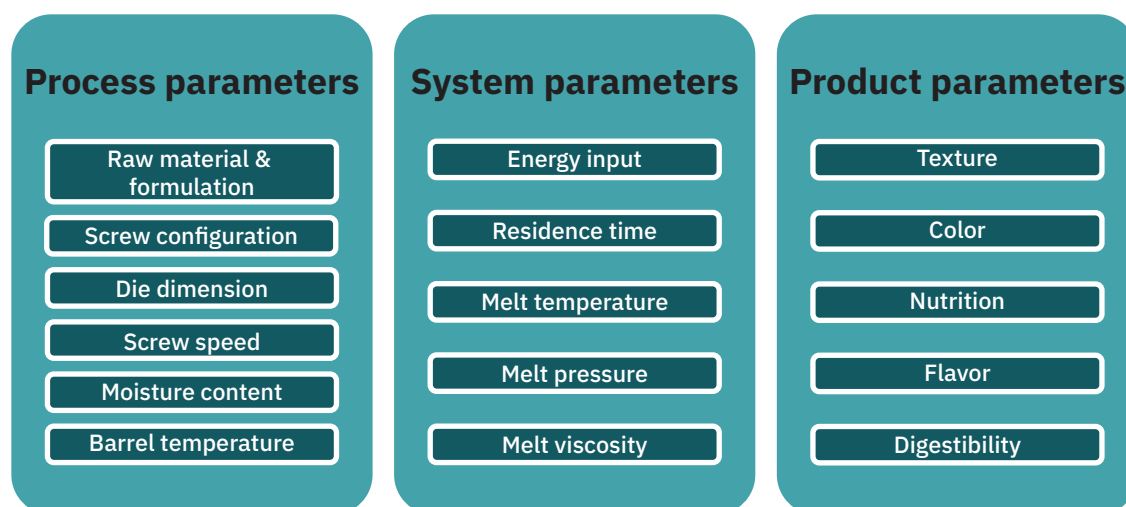 Process parameters
Raw material &
formulation
Screw configuration
Die dimension
Screw speed
Moisture content
Barrel temperature
System parameters
Energy input
Residence time
Melt temperature
Melt pressure
Melt viscosity
Product parameters
Texture
Color
Nutrition
Flavor
Digestibility